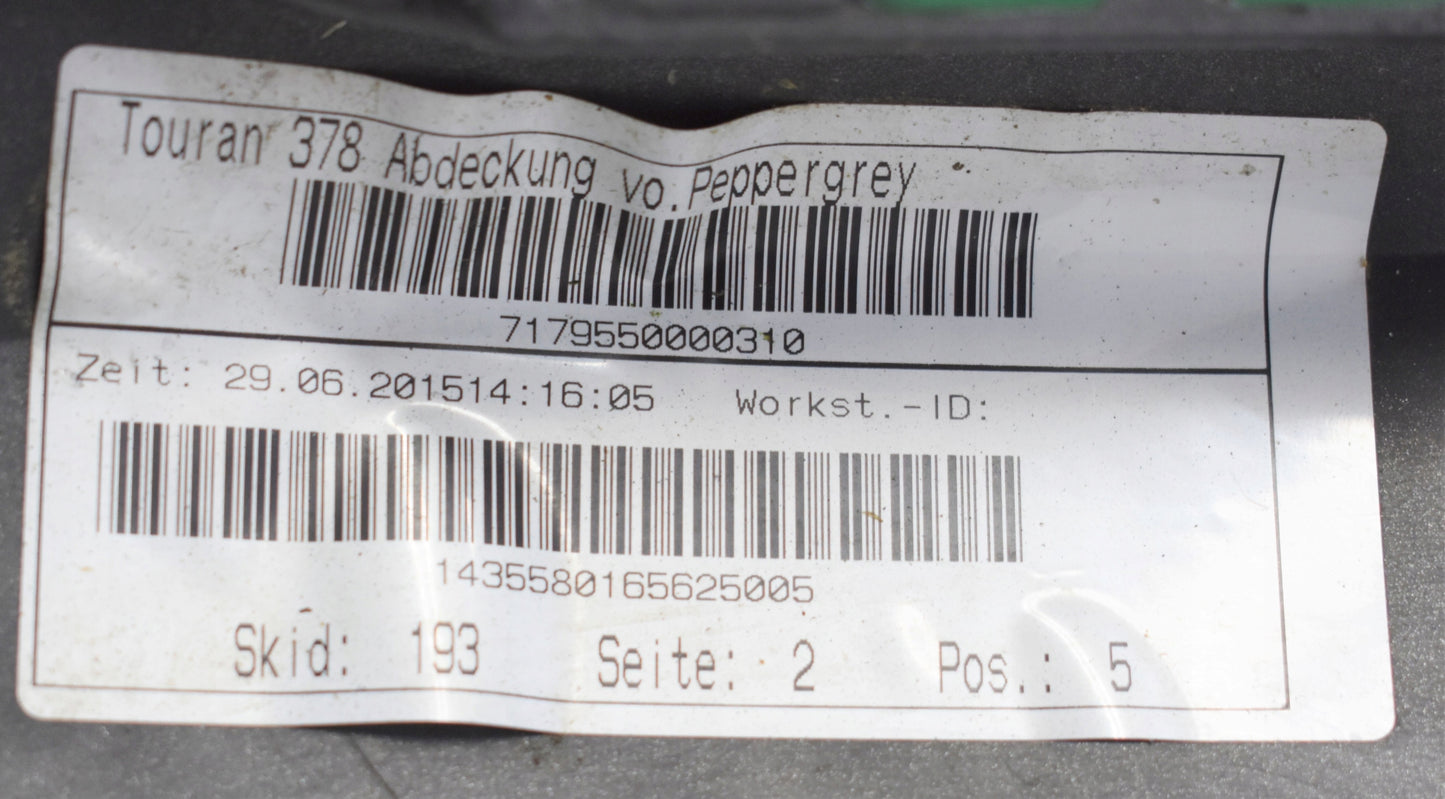 Touran 378 Abdeckung vo.Peppergrey
7179550000310
Zeit: 29.06.201514:16:05 Workst.-ID:
1435580165625005
Skid: 193 Seite: 2 Pos.: 5